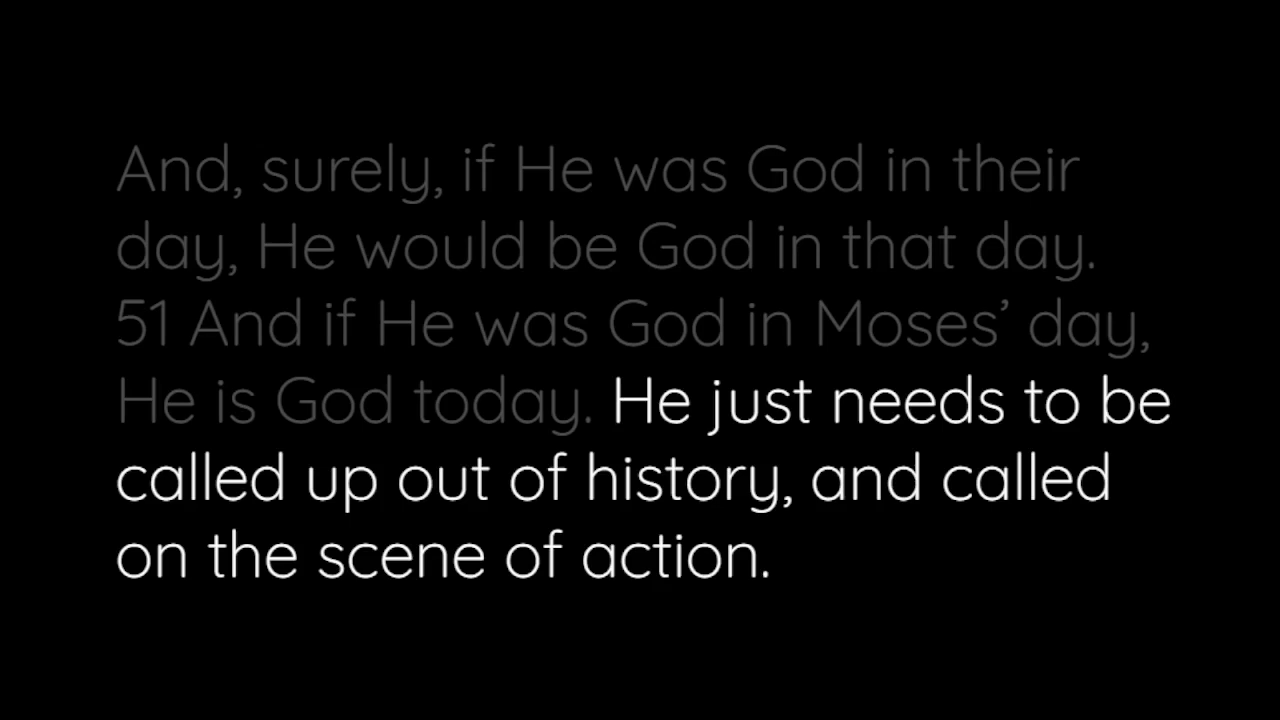 And, surely, if He was God in their
day, He would be God in that day.
51 And if He was God in Moses’ day,
He is God today. He just needs to be
called up out of history, and called
on the scene of action.